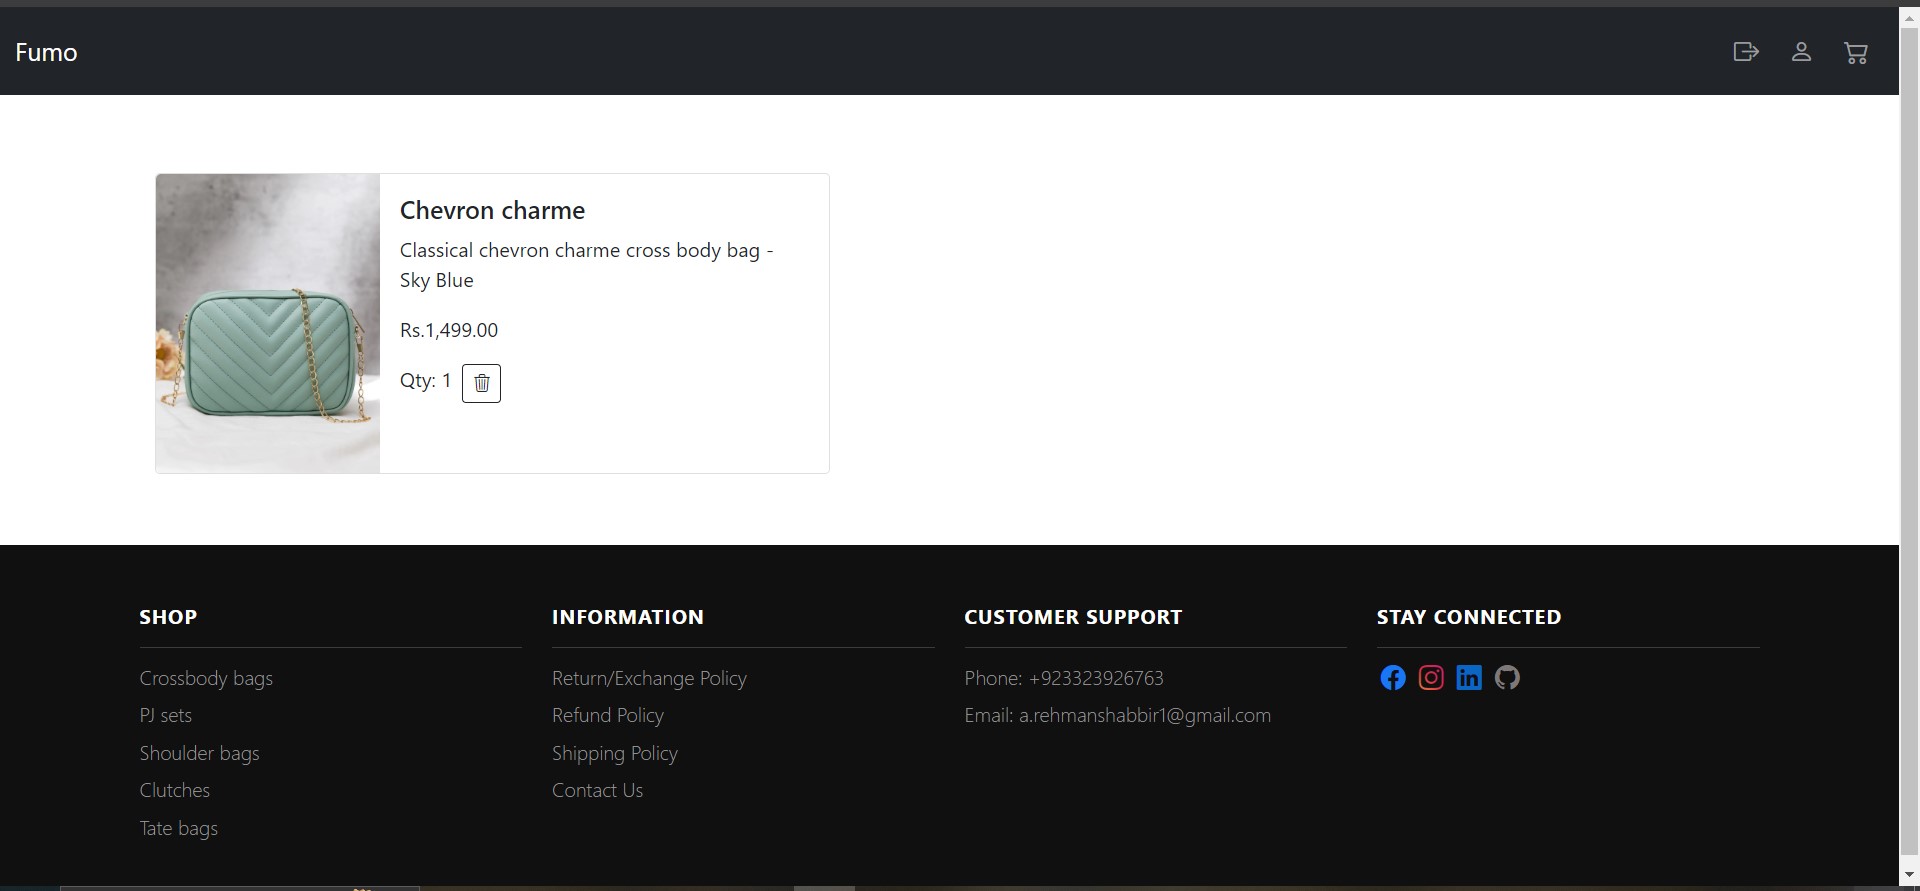 Fumo
Chevron charme
Classical chevron charme cross body bag -
Sky Blue
Rs.1,499.00
Qty: 1
SHOP
Crossbody bags
PJ sets
Shoulder bags
Clutches
Tate bags
INFORMATION
Return/Exchange Policy
Refund Policy
Shipping Policy
Contact Us
CUSTOMER SUPPORT
Phone: +923323926763
Email: a.rehmanshabbir1@gmail.com
STAY CONNECTED